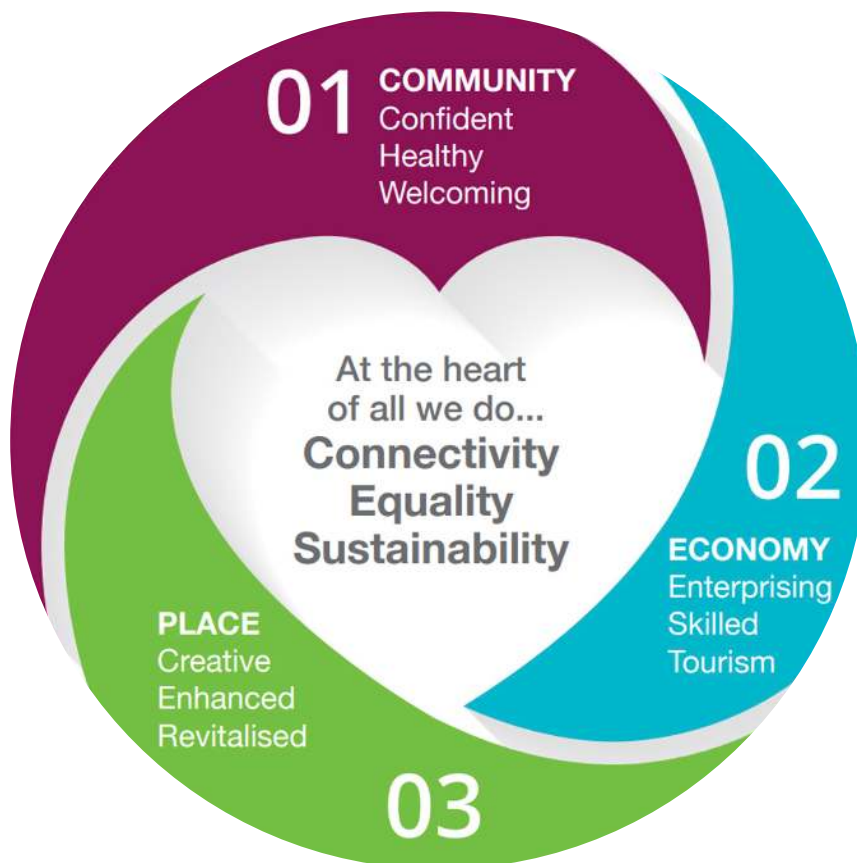 01
COMMUNITY
Confident
Healthy
Welcoming
At the heart
of all we do...
Connectivity
Equality
Sustainability
02
ECONOMY
Enterprising
Skilled
Tourism
PLACE
Creative
Enhanced
Revitalised
03